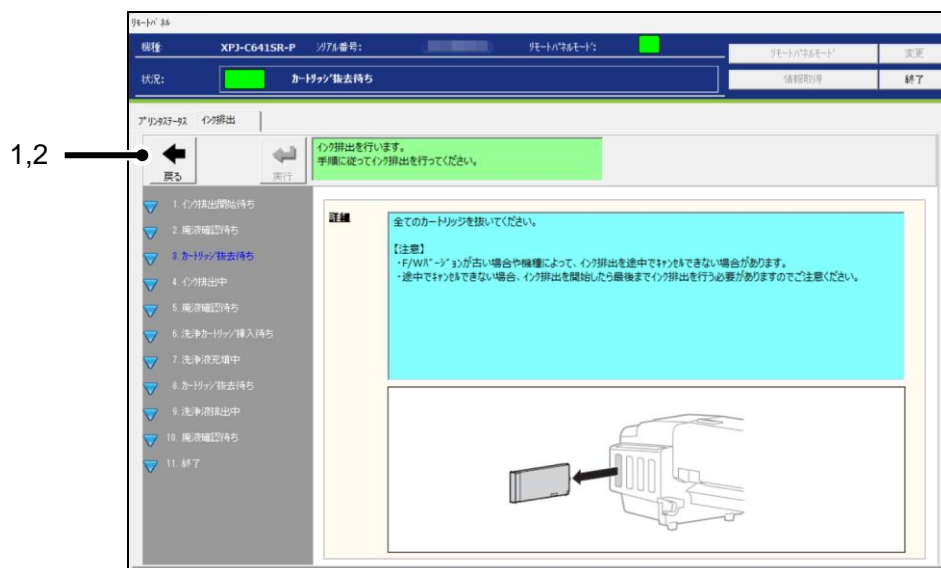 ﾘﾓｰﾄﾊﾟﾈﾙ
機種: XPJ-C641SR-P ｼﾘｱﾙ番号: ﾘﾓｰﾄﾊﾟﾈﾙﾓｰﾄﾞ: ﾘﾓｰﾄﾊﾟﾈﾙﾓｰﾄﾞ 変更
状況: ｶｰﾄﾘｯｼﾞ抜去待ち 情報取得 終了
ﾌﾟﾘﾝﾀｽﾃｰﾀｽ ｲﾝｸ排出
1,2
戻る
実行
ｲﾝｸ排出を行います。
手順に従ってｲﾝｸ排出を行ってください。
1. ｲﾝｸ排出開始待ち
2. 廃液確認待ち
3. ｶｰﾄﾘｯｼﾞ抜去待ち
4. ｲﾝｸ排出中
5. 廃液確認待ち
6. 洗浄ｶｰﾄﾘｯｼﾞ挿入待ち
7. 洗浄液充填中
8. ｶｰﾄﾘｯｼﾞ抜去待ち
9. 洗浄液排出中
10. 廃液確認待ち
11. 終了
詳細
全てのカートリッジを抜いてください。
【注意】
・F/Wﾊﾞｰｼﾞｮﾝが古い場合や機種によって、ｲﾝｸ排出を途中でｷｬﾝｾﾙできない場合があります。
・途中でｷｬﾝｾﾙできない場合、ｲﾝｸ排出を開始したら最後までｲﾝｸ排出を行う必要がありますのでご注意ください。